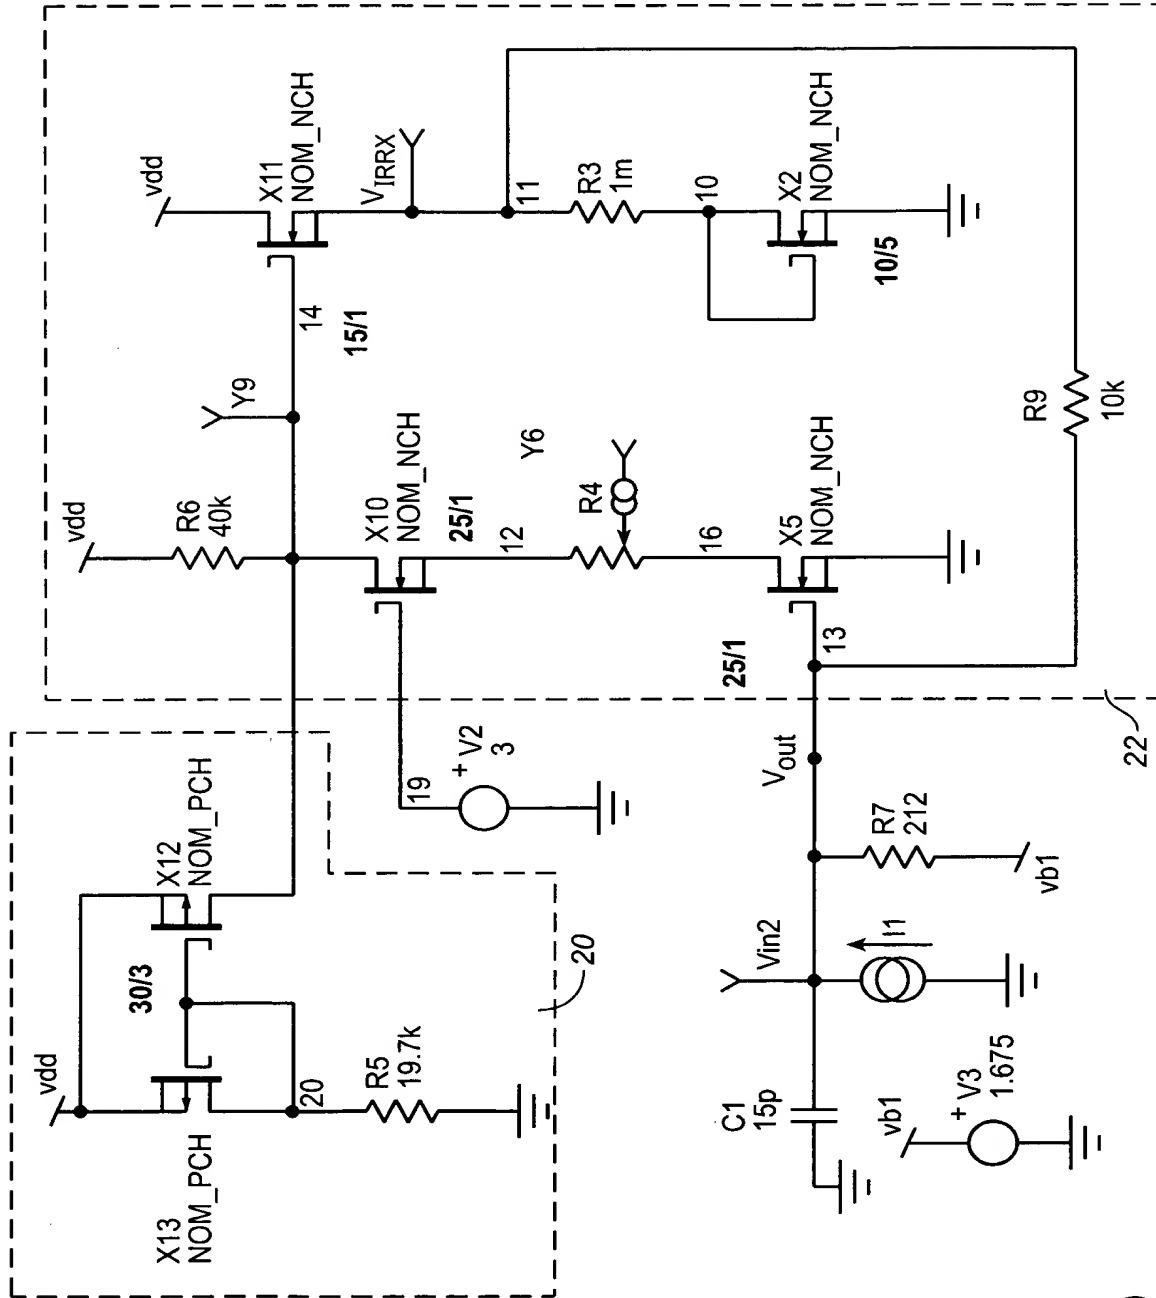 vdd
X11
NOM_NCH
V_IRRX
11
R3
1m
10
X2
NOM_NCH
10/5
14
15/1
Y9
vdd
R6
40k
X10
NOM_NCH
25/1
12
Y6
R4
16
X5
NOM_NCH
25/1
13
R9
10k
22
vdd
X12
NOM_PCH
30/3
X13
NOM_PCH
20
R5
19.7k
20
19
+ V2
3
Vout
R7
212
vb1
Vin2
I1
C1
15p
vb1
+ V3
1.675